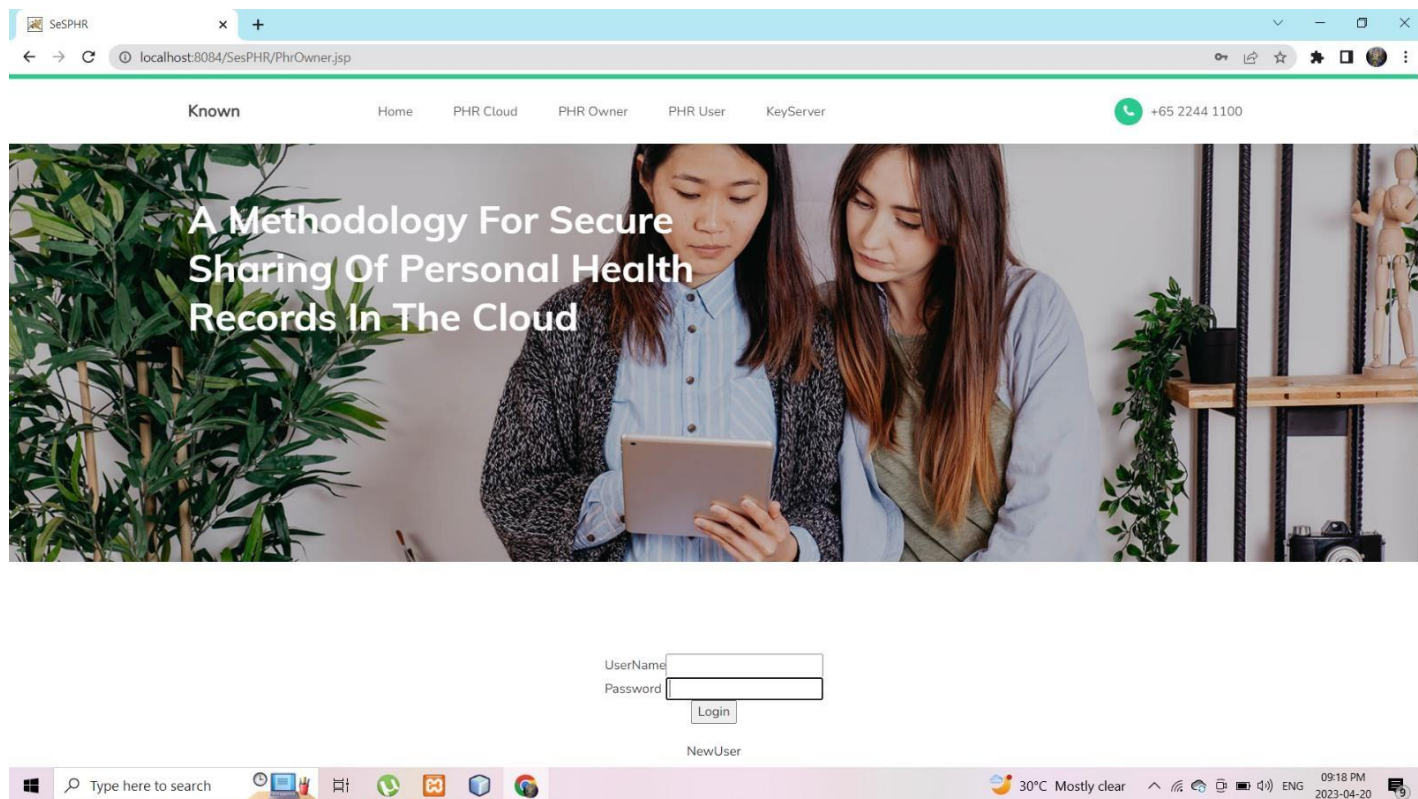 SeSPHR
localhost:8084/SesPHR/PhrOwner.jsp
Known Home PHR Cloud PHR Owner PHR User KeyServer +65 2244 1100
A Methodology For Secure
Sharing Of Personal Health
Records In The Cloud
UserName
Password
Login
NewUser
Type here to search 30°C Mostly clear ENG 09:18 PM
2023-04-20 9